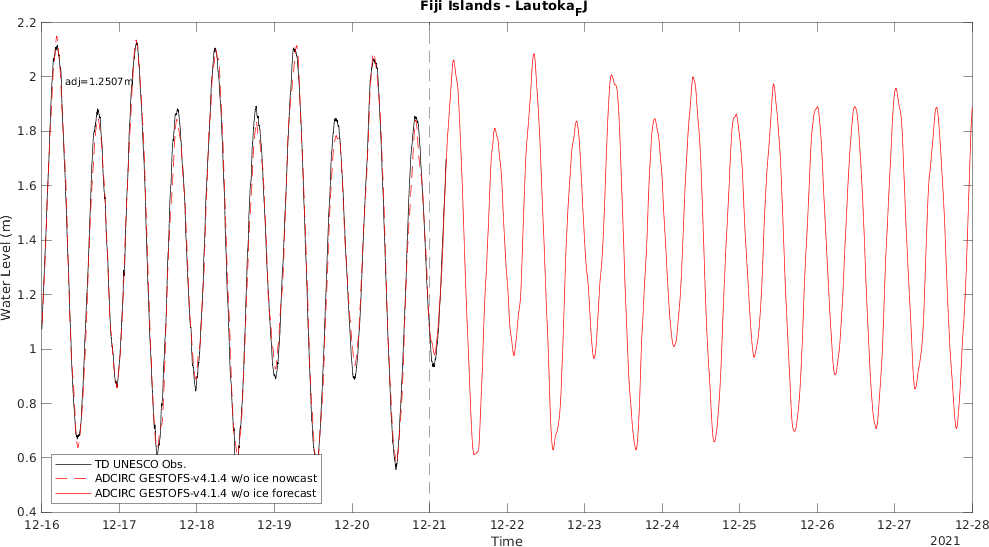 Fiji Islands - LautokaFJ
2.2
2
1.8
1.6
1.4
1.2
1
0.8
0.6
0.4
Water Level (m)
adj=1.2507m
TD UNESCO Obs.
ADCIRC GESTOFS-v4.1.4 w/o ice nowcast
ADCIRC GESTOFS-v4.1.4 w/o ice forecast
12-16 12-17 12-18 12-19 12-20 12-21 12-22 12-23 12-24 12-25 12-26 12-27 12-28
Time
2021